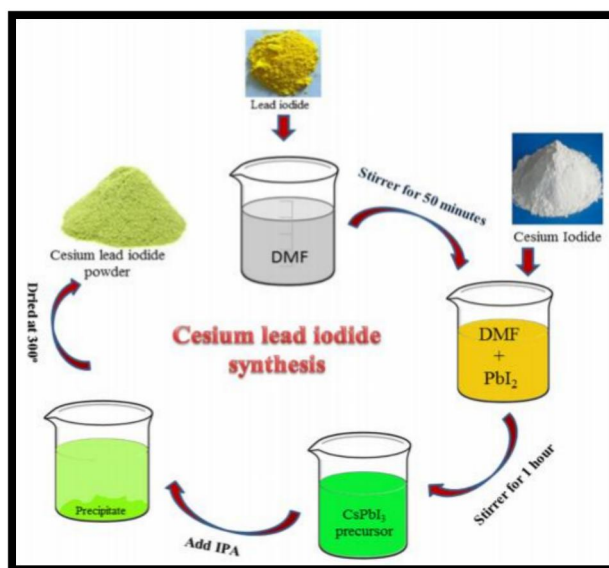 Lead iodide
DMF
Stirrer for 50 minutes
Cesium Iodide
DMF
+
PbI₂
Stirrer for 1 hour
CsPbI₃
precursor
Add IPA
Precipitate
Dried at 300°
Cesium lead iodide
powder
Cesium lead iodide
synthesis